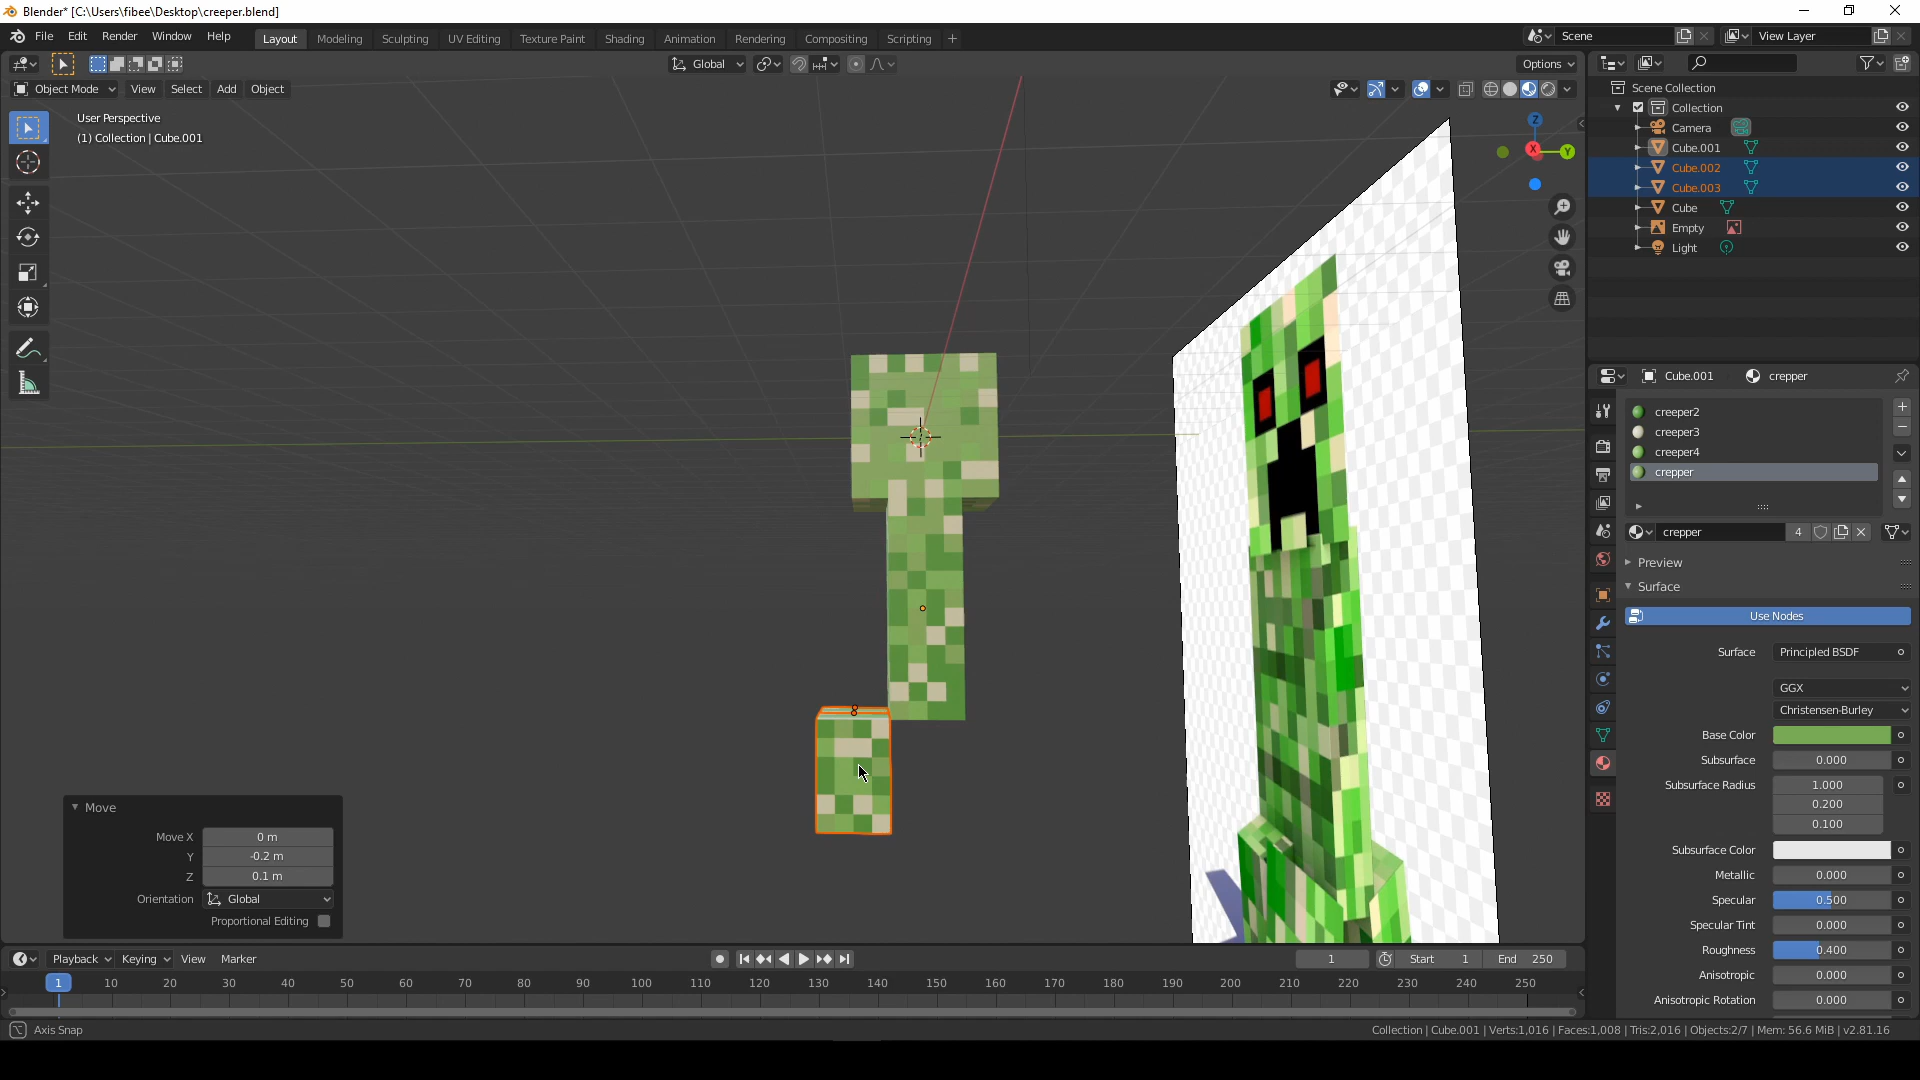 Blender* [C:\Users\fibee\Desktop\creeper.blend]
File Edit Render Window Help
Layout Modeling Sculpting UV Editing Texture Paint Shading Animation Rendering Compositing Scripting +
Scene
View Layer
Global
Options
Object Mode View Select Add Object
User Perspective
(1) Collection | Cube.001
Z
X
Y
Scene Collection
Collection
Camera
Cube.001
Cube.002
Cube.003
Cube
Empty
Light
Cube.001 crepper
creeper2
creeper3
creeper4
crepper
crepper 4
Preview
Surface
Use Nodes
Surface Principled BSDF
GGX
Christensen-Burley
Base Color
Subsurface 0.000
Subsurface Radius 1.000
0.200
0.100
Subsurface Color
Metallic 0.000
Specular 0.500
Specular Tint 0.000
Roughness 0.400
Anisotropic 0.000
Anisotropic Rotation 0.000
Move
Move X 0 m
Y -0.2 m
Z 0.1 m
Orientation Global
Proportional Editing
Playback Keying View Marker
1 Start 1 End 250
1 10 20 30 40 50 60 70 80 90 100 110 120 130 140 150 160 170 180 190 200 210 220 230 240 250
Axis Snap
Collection | Cube.001 | Verts:1,016 | Faces:1,008 | Tris:2,016 | Objects:2/7 | Mem: 56.6 MiB | v2.81.16